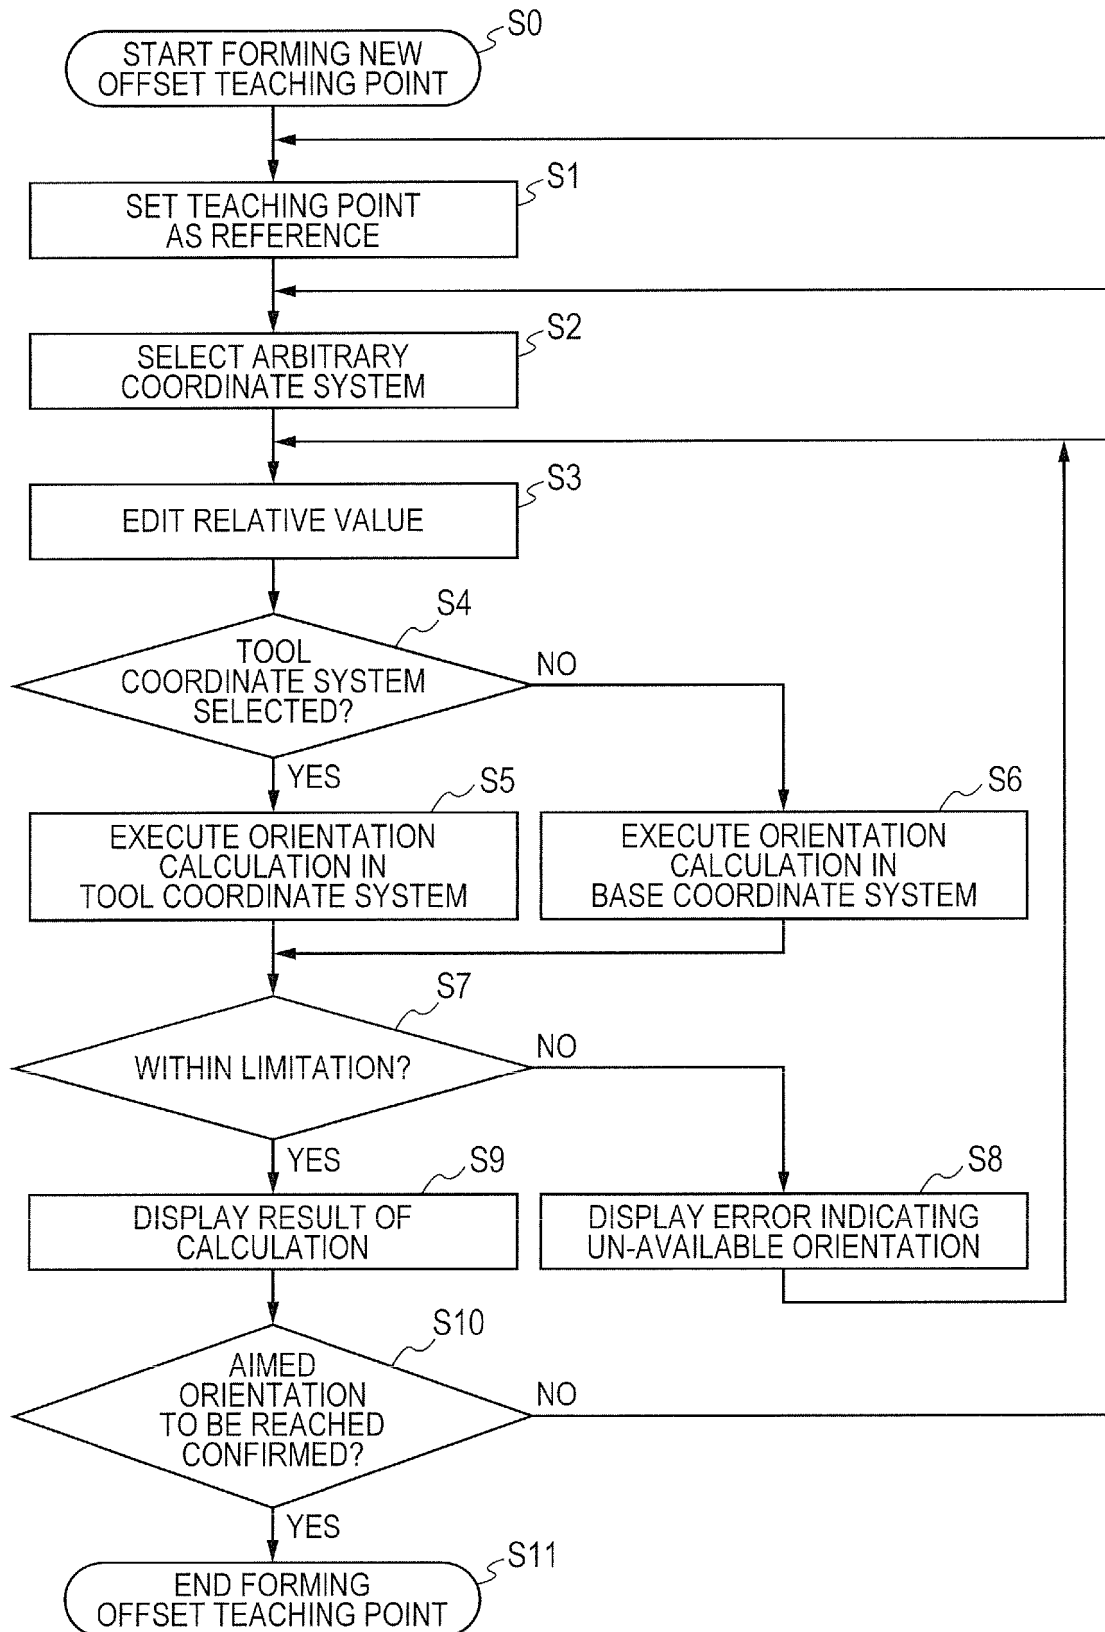 S0
START FORMING NEW
OFFSET TEACHING POINT
S1
SET TEACHING POINT
AS REFERENCE
S2
SELECT ARBITRARY
COORDINATE SYSTEM
S3
EDIT RELATIVE VALUE
S4
TOOL
COORDINATE SYSTEM
SELECTED?
NO
YES
S5
EXECUTE ORIENTATION
CALCULATION IN
TOOL COORDINATE SYSTEM
S6
EXECUTE ORIENTATION
CALCULATION IN
BASE COORDINATE SYSTEM
S7
WITHIN LIMITATION?
NO
YES
S9
DISPLAY RESULT OF
CALCULATION
S8
DISPLAY ERROR INDICATING
UN-AVAILABLE ORIENTATION
S10
AIMED
ORIENTATION
TO BE REACHED
CONFIRMED?
NO
YES
S11
END FORMING
OFFSET TEACHING POINT